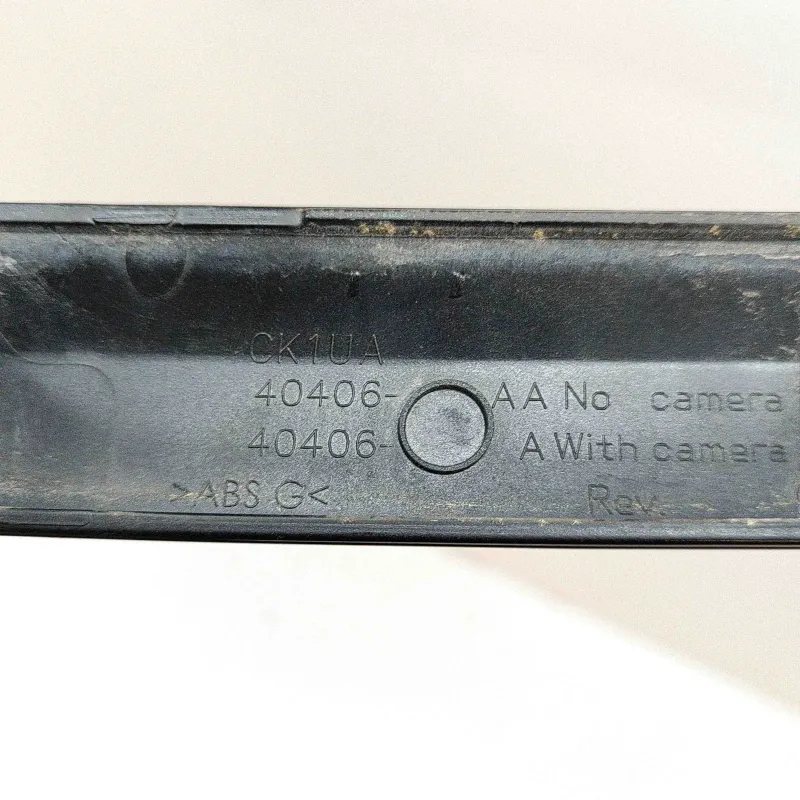 CK1UA
40406- AA No camera
40406- A With camera
>ABS G< Rev.